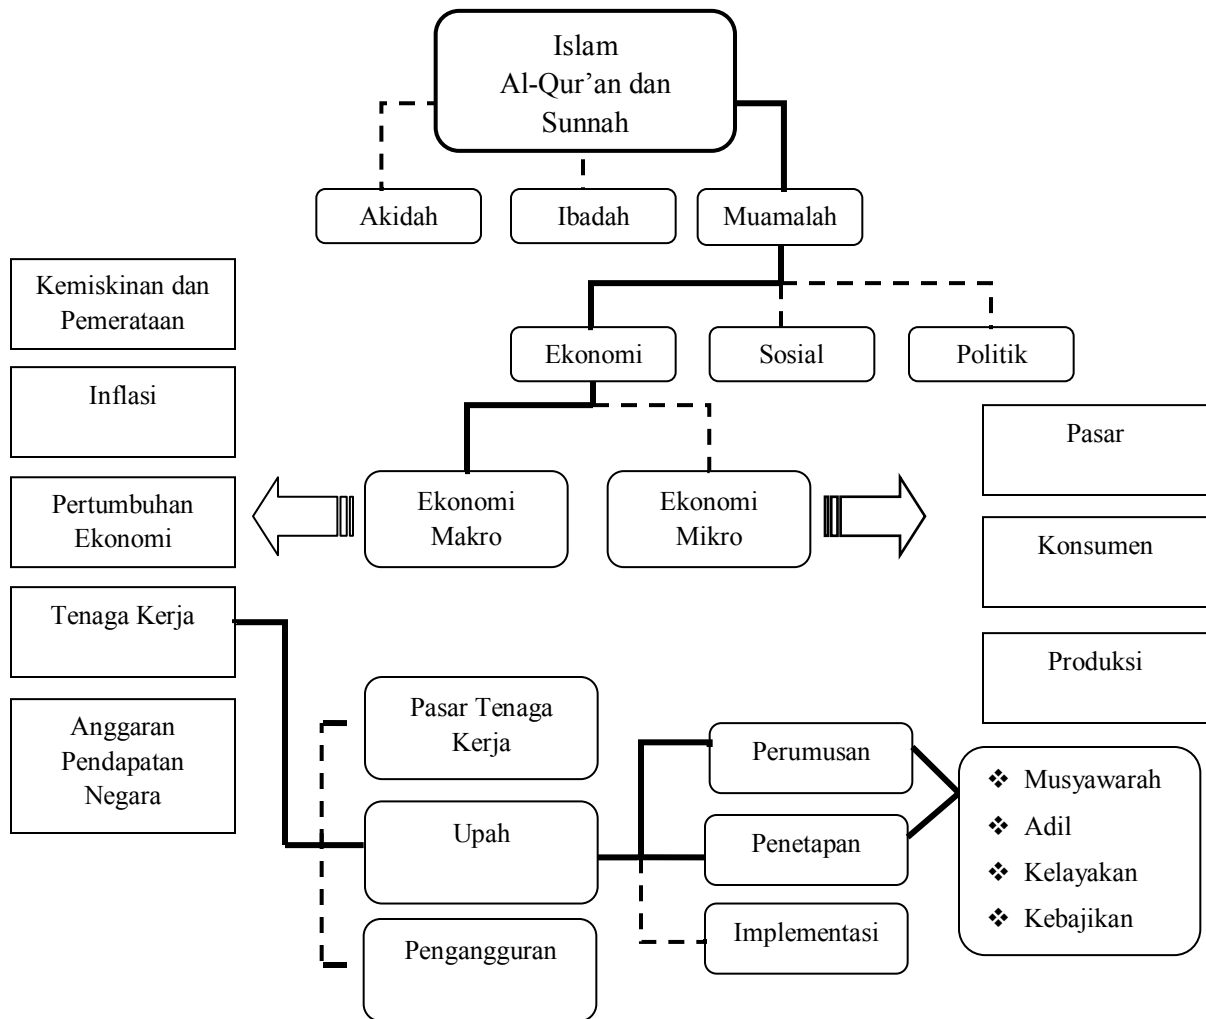 Islam
Al-Qur’an dan
Sunnah
Akidah
Ibadah
Muamalah
Kemiskinan dan
Pemerataan
Ekonomi
Sosial
Politik
Inflasi
Pasar
Pertumbuhan
Ekonomi
Ekonomi
Makro
Ekonomi
Mikro
Konsumen
Tenaga Kerja
Produksi
Anggaran
Pendapatan
Negara
Pasar Tenaga
Kerja
Perumusan
❖ Musyawarah
❖ Adil
❖ Kelayakan
❖ Kebajikan
Upah
Penetapan
Implementasi
Pengangguran